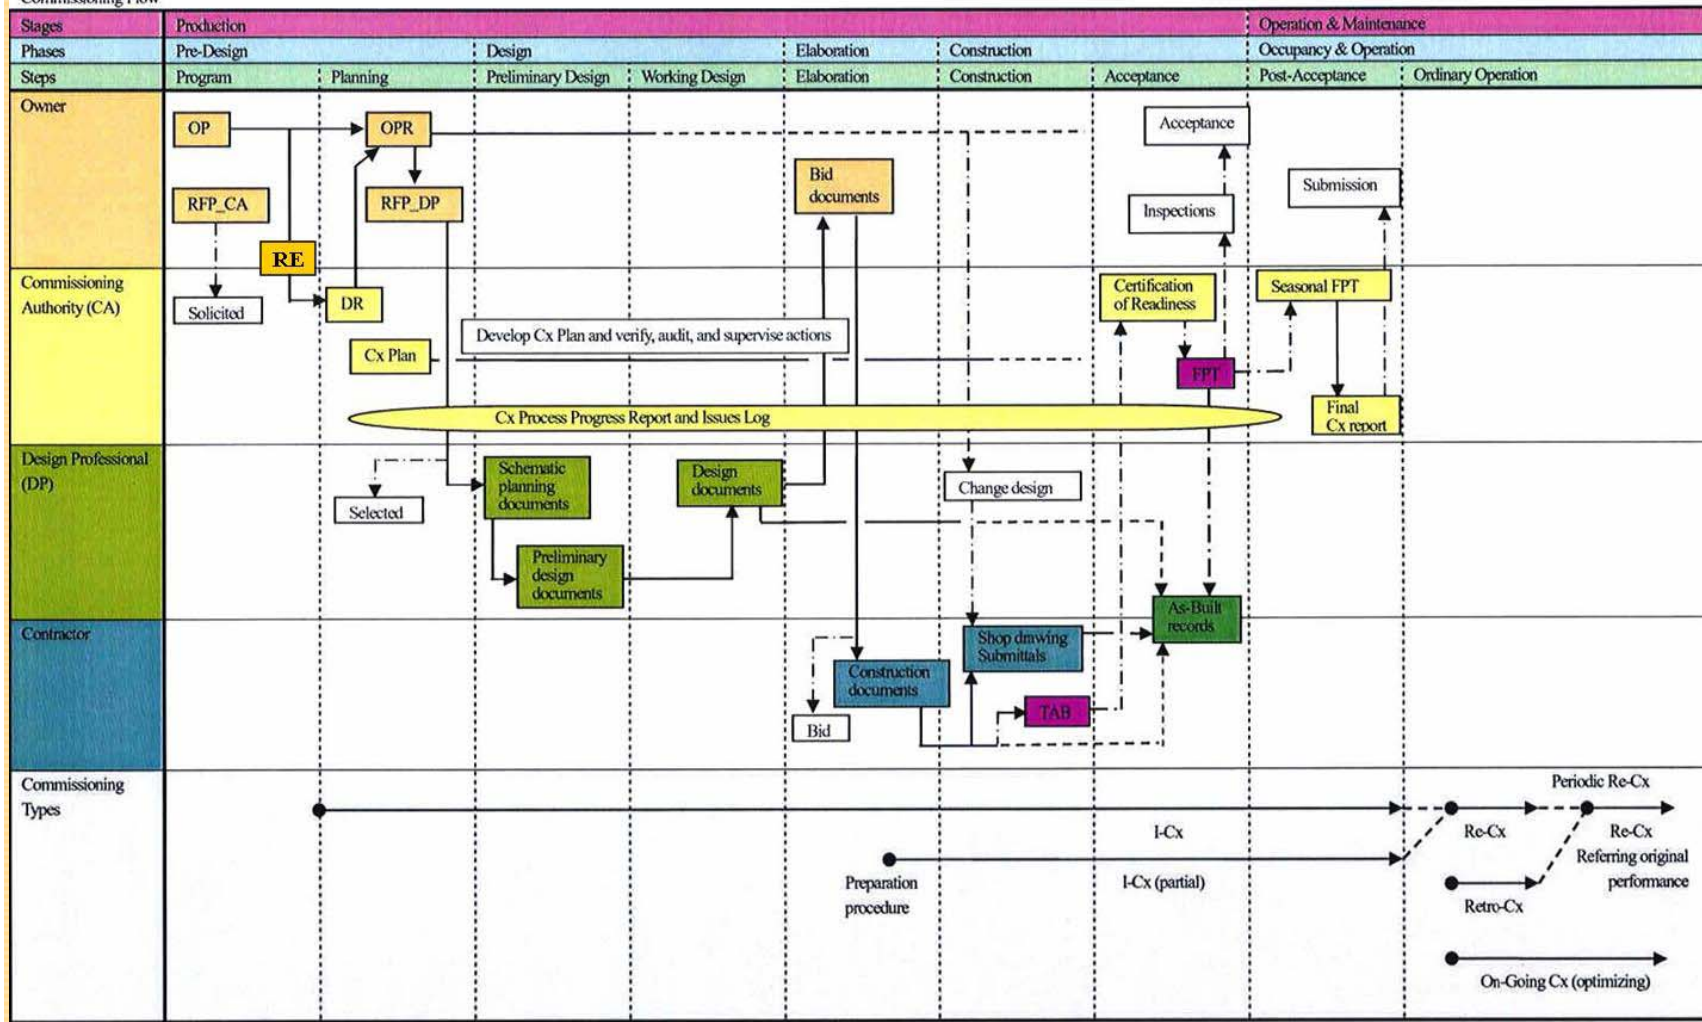 Commissioning Flow
Stages
Production
Operation & Maintenance
Phases
Pre-Design
Design
Elaboration
Construction
Occupancy & Operation
Steps
Program
Planning
Preliminary Design
Working Design
Elaboration
Construction
Acceptance
Post-Acceptance
Ordinary Operation
Owner
OP
OPR
Acceptance
Bid
documents
Submission
RFP_CA
RFP_DP
Inspections
RE
Commissioning
Authority (CA)
Solicited
DR
Certification
of Readiness
Seasonal FPT
Develop Cx Plan and verify, audit, and supervise actions
Cx Plan
FPT
Cx Process Progress Report and Issues Log
Final
Cx report
Design Professional
(DP)
Selected
Schematic
planning
documents
Design
documents
Change design
Preliminary
design
documents
As-Built
records
Contractor
Shop drawing
Submittals
Construction
documents
Bid
TAB
Commissioning
Types
Periodic Re-Cx
I-Cx
Re-Cx
Re-Cx
Referring original
performance
Preparation
procedure
I-Cx (partial)
Retro-Cx
On-Going Cx (optimizing)